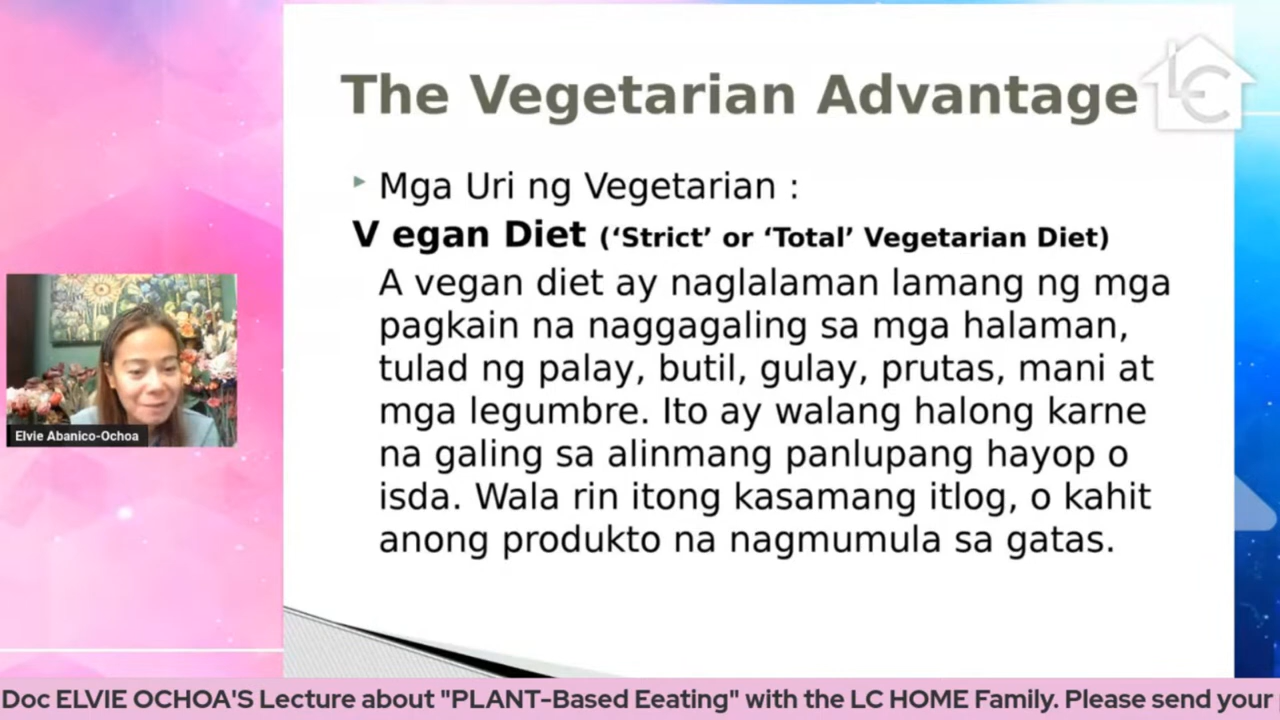 The Vegetarian Advantage
LC
Mga Uri ng Vegetarian :
V egan Diet (‘Strict’ or ‘Total’ Vegetarian Diet)
A vegan diet ay naglalaman lamang ng mga
pagkain na naggagaling sa mga halaman,
tulad ng palay, butil, gulay, prutas, mani at
mga legumbre. Ito ay walang halong karne
na galing sa alinmang panlupang hayop o
isda. Wala rin itong kasamang itlog, o kahit
anong produkto na nagmumula sa gatas.
Elvie Abanico-Ochoa
Doc ELVIE OCHOA'S Lecture about "PLANT-Based Eeating" with the LC HOME Family. Please send your